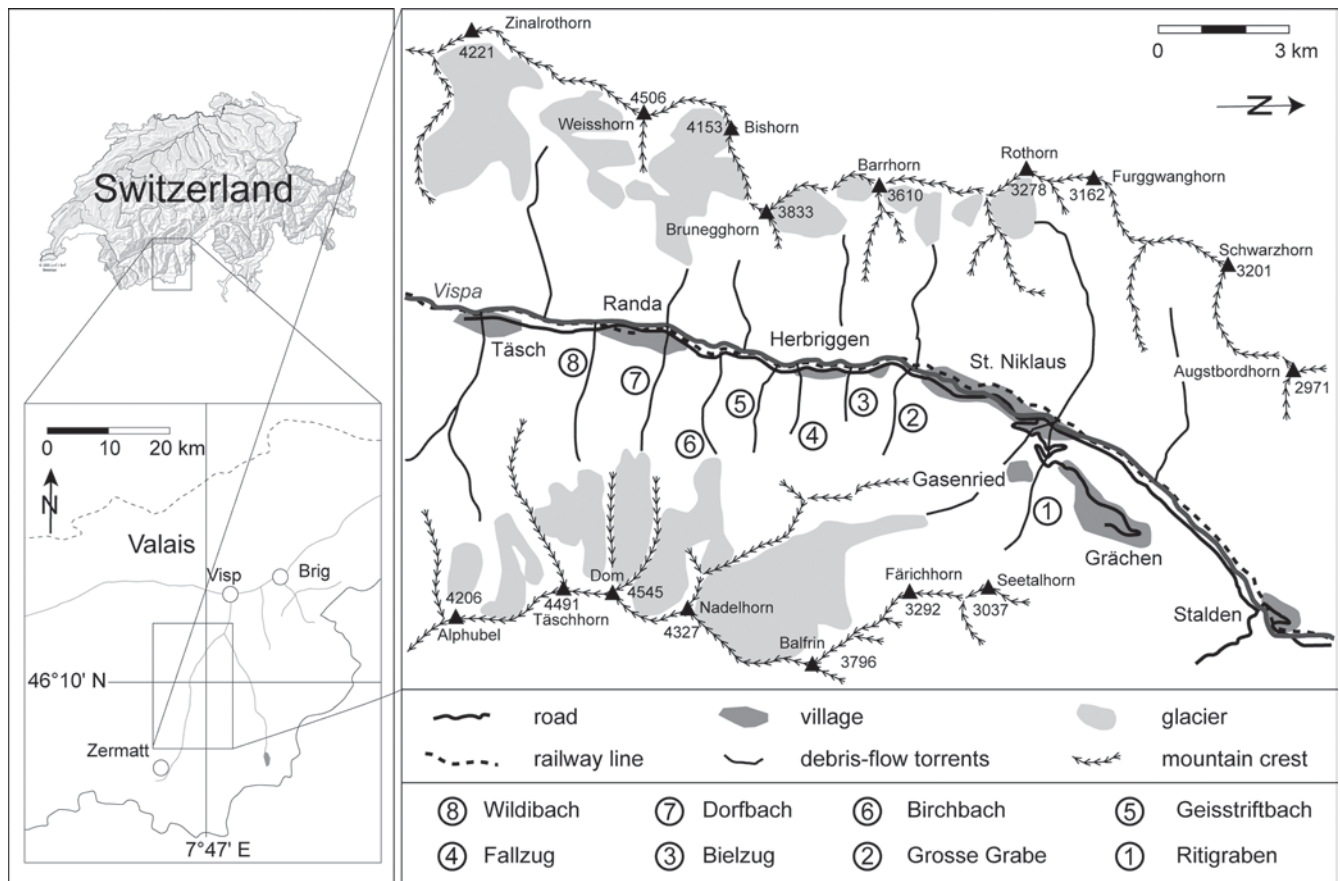 Switzerland
0 10 20 km
N
Valais
Visp
Brig
46°10' N
Zermatt
7°47' E
Zinalrothorn
4221
0 3 km
N
4506
Weisshorn
4153
Bishorn
Barrhorn
3610
Rothorn
3278
3162
Furggwanghorn
3833
Brunegghorn
Schwarzhorn
3201
Vispa
Randa
Täsch
Herbriggen
St. Niklaus
Augstbordhorn
2971
8
7
6
5
4
3
2
Gasenried
1
Grächen
Stalden
4206
Alphubel
4491
Täschhorn
Dom
4545
Nadelhorn
4327
Färichhorn
3292
Seetalhorn
3037
Balfrin
3796
road
village
glacier
railway line
debris-flow torrents
mountain crest
8 Wildibach
7 Dorfbach
6 Birchbach
5 Geisstriftbach
4 Fallzug
3 Bielzug
2 Grosse Grabe
1 Ritigraben